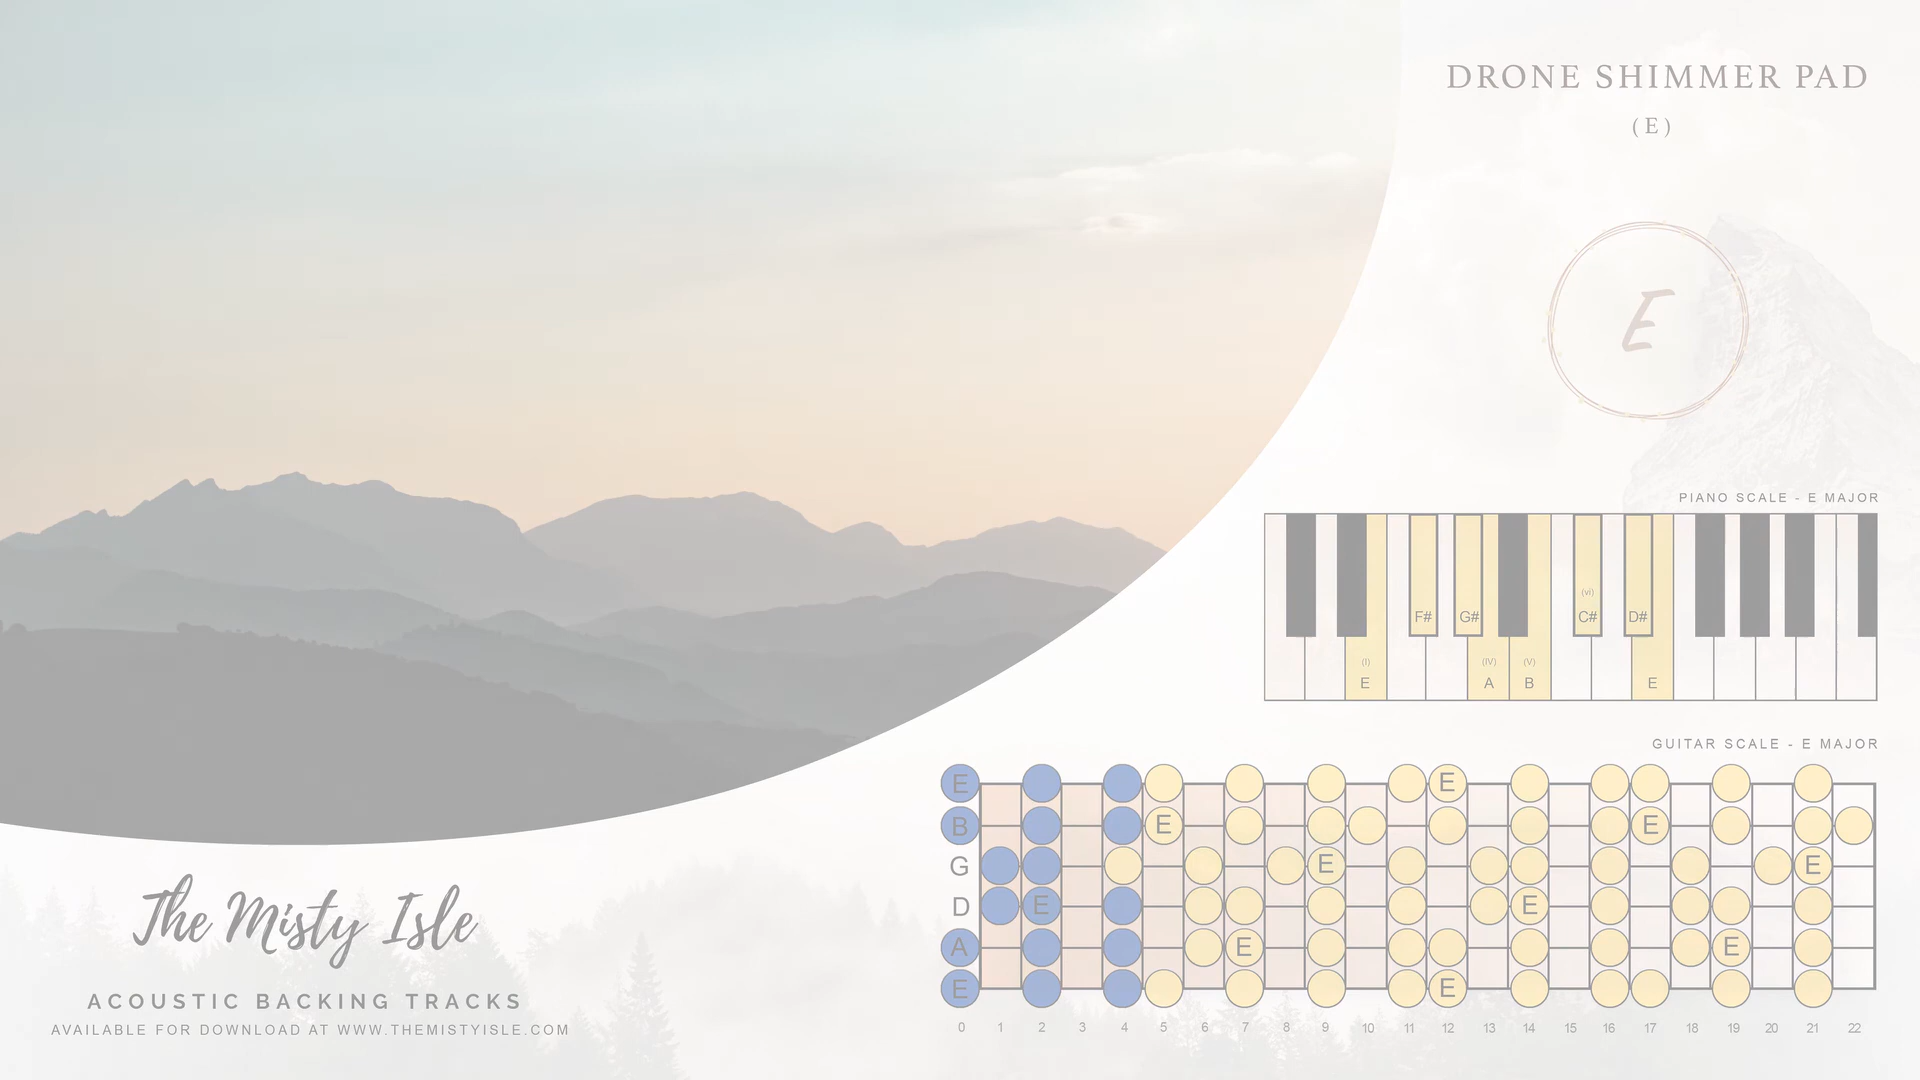 DRONE SHIMMER PAD
(E)
E
PIANO SCALE - E MAJOR
F# G# (vi) C# D#
(I) E (IV) A (V) B E
GUITAR SCALE - E MAJOR
E E
B E E
G E E
D E E
A E E
E E
0 1 2 3 4 5 6 7 8 9 10 11 12 13 14 15 16 17 18 19 20 21 22
The Misty Isle
ACOUSTIC BACKING TRACKS
AVAILABLE FOR DOWNLOAD AT WWW.THEMISTYISLE.COM